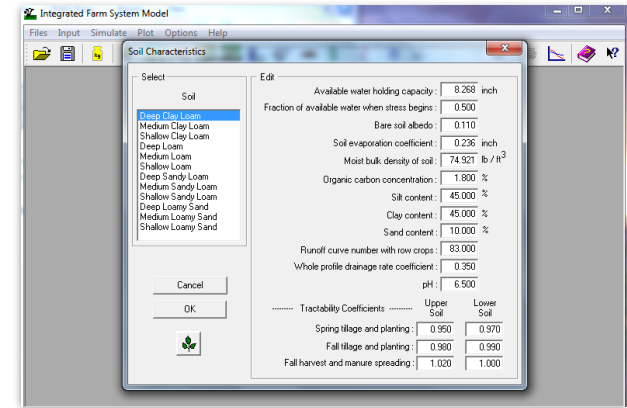 Integrated Farm System Model
Files Input Simulate Plot Options Help
Soil Characteristics
Select
Soil
Deep Clay Loam
Medium Clay Loam
Shallow Clay Loam
Deep Loam
Medium Loam
Shallow Loam
Deep Sandy Loam
Medium Sandy Loam
Shallow Sandy Loam
Deep Loamy Sand
Medium Loamy Sand
Shallow Loamy Sand
Cancel
OK
Edit
Available water holding capacity : 8.268 inch
Fraction of available water when stress begins : 0.500
Bare soil albedo : 0.110
Soil evaporation coefficient : 0.236 inch
Moist bulk density of soil : 74.921 lb / ft3
Organic carbon concentration : 1.800 %
Silt content : 45.000 %
Clay content : 45.000 %
Sand content : 10.000 %
Runoff curve number with row crops : 83.000
Whole profile drainage rate coefficient : 0.350
pH : 6.500
--------- Tractability Coefficients --------- Upper Soil Lower Soil
Spring tillage and planting : 0.950 0.970
Fall tillage and planting : 0.980 0.990
Fall harvest and manure spreading : 1.020 1.000